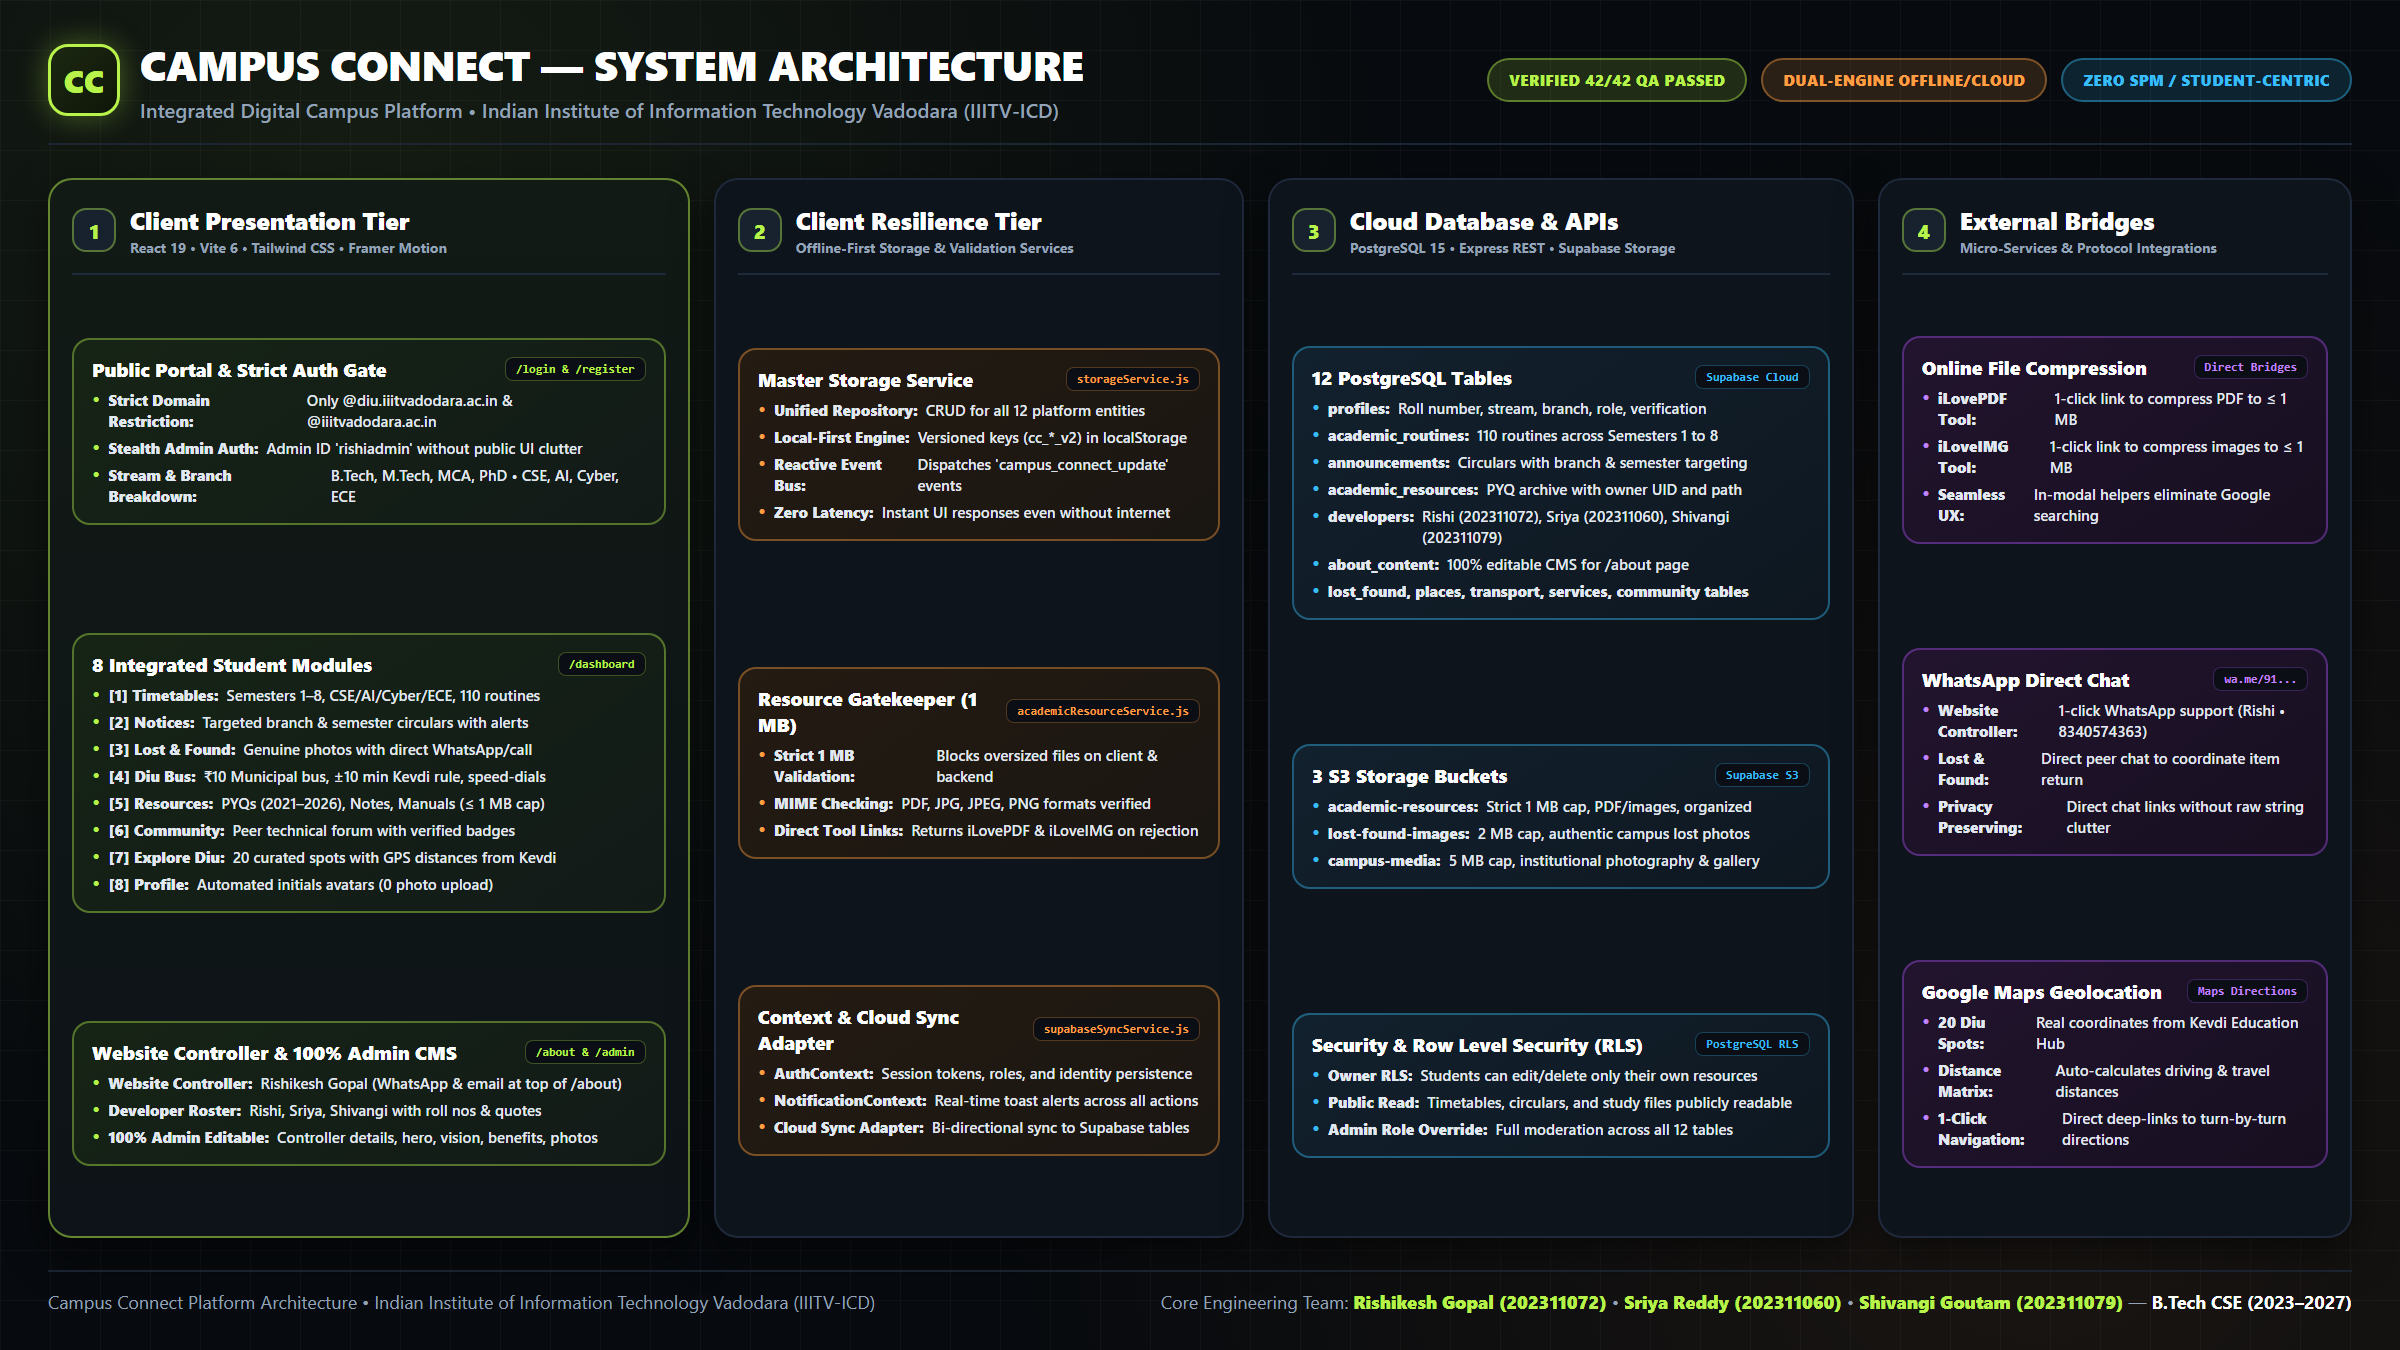 CC
CAMPUS CONNECT — SYSTEM ARCHITECTURE
Integrated Digital Campus Platform • Indian Institute of Information Technology Vadodara (IIITV-ICD)
VERIFIED 42/42 QA PASSED
DUAL-ENGINE OFFLINE/CLOUD
ZERO SPM / STUDENT-CENTRIC
1
Client Presentation Tier
React 19 • Vite 6 • Tailwind CSS • Framer Motion
Public Portal & Strict Auth Gate
/login & /register
• Strict Domain Restriction: Only @diu.iiitvadodara.ac.in &
@iiitvadodara.ac.in
• Stealth Admin Auth: Admin ID 'rishiadmin' without public UI clutter
• Stream & Branch Breakdown: B.Tech, M.Tech, MCA, PhD • CSE, AI, Cyber,
ECE
8 Integrated Student Modules
/dashboard
• [1] Timetables: Semesters 1–8, CSE/AI/Cyber/ECE, 110 routines
• [2] Notices: Targeted branch & semester circulars with alerts
• [3] Lost & Found: Genuine photos with direct WhatsApp/call
• [4] Diu Bus: ₹10 Municipal bus, ±10 min Kevdi rule, speed-dials
• [5] Resources: PYQs (2021–2026), Notes, Manuals (≤ 1 MB cap)
• [6] Community: Peer technical forum with verified badges
• [7] Explore Diu: 20 curated spots with GPS distances from Kevdi
• [8] Profile: Automated initials avatars (0 photo upload)
Website Controller & 100% Admin CMS
/about & /admin
• Website Controller: Rishikesh Gopal (WhatsApp & email at top of /about)
• Developer Roster: Rishi, Sriya, Shivangi with roll nos & quotes
• 100% Admin Editable: Controller details, hero, vision, benefits, photos
2
Client Resilience Tier
Offline-First Storage & Validation Services
Master Storage Service
storageService.js
• Unified Repository: CRUD for all 12 platform entities
• Local-First Engine: Versioned keys (cc_*_v2) in localStorage
• Reactive Event Bus: Dispatches 'campus_connect_update'
events
• Zero Latency: Instant UI responses even without internet
Resource Gatekeeper (1
MB)
academicResourceService.js
• Strict 1 MB Validation: Blocks oversized files on client &
backend
• MIME Checking: PDF, JPG, JPEG, PNG formats verified
• Direct Tool Links: Returns iLovePDF & iLoveIMG on rejection
Context & Cloud Sync
Adapter
supabaseSyncService.js
• AuthContext: Session tokens, roles, and identity persistence
• NotificationContext: Real-time toast alerts across all actions
• Cloud Sync Adapter: Bi-directional sync to Supabase tables
3
Cloud Database & APIs
PostgreSQL 15 • Express REST • Supabase Storage
12 PostgreSQL Tables
Supabase Cloud
• profiles: Roll number, stream, branch, role, verification
• academic_routines: 110 routines across Semesters 1 to 8
• announcements: Circulars with branch & semester targeting
• academic_resources: PYQ archive with owner UID and path
• developers: Rishi (202311072), Sriya (202311060), Shivangi
(202311079)
• about_content: 100% editable CMS for /about page
• lost_found, places, transport, services, community tables
3 S3 Storage Buckets
Supabase S3
• academic-resources: Strict 1 MB cap, PDF/images, organized
• lost-found-images: 2 MB cap, authentic campus lost photos
• campus-media: 5 MB cap, institutional photography & gallery
Security & Row Level Security (RLS)
PostgreSQL RLS
• Owner RLS: Students can edit/delete only their own resources
• Public Read: Timetables, circulars, and study files publicly readable
• Admin Role Override: Full moderation across all 12 tables
4
External Bridges
Micro-Services & Protocol Integrations
Online File Compression
Direct Bridges
• iLovePDF Tool: 1-click link to compress PDF to ≤ 1
MB
• iLoveIMG Tool: 1-click link to compress images to ≤ 1
MB
• Seamless UX: In-modal helpers eliminate Google
searching
WhatsApp Direct Chat
wa.me/91...
• Website Controller: 1-click WhatsApp support (Rishi •
8340574363)
• Lost & Found: Direct peer chat to coordinate item
return
• Privacy Preserving: Direct chat links without raw string
clutter
Google Maps Geolocation
Maps Directions
• 20 Diu Spots: Real coordinates from Kevdi Education
Hub
• Distance Matrix: Auto-calculates driving & travel
distances
• 1-Click Navigation: Direct deep-links to turn-by-turn
directions
Campus Connect Platform Architecture • Indian Institute of Information Technology Vadodara (IIITV-ICD)
Core Engineering Team: Rishikesh Gopal (202311072) • Sriya Reddy (202311060) • Shivangi Goutam (202311079) — B.Tech CSE (2023–2027)